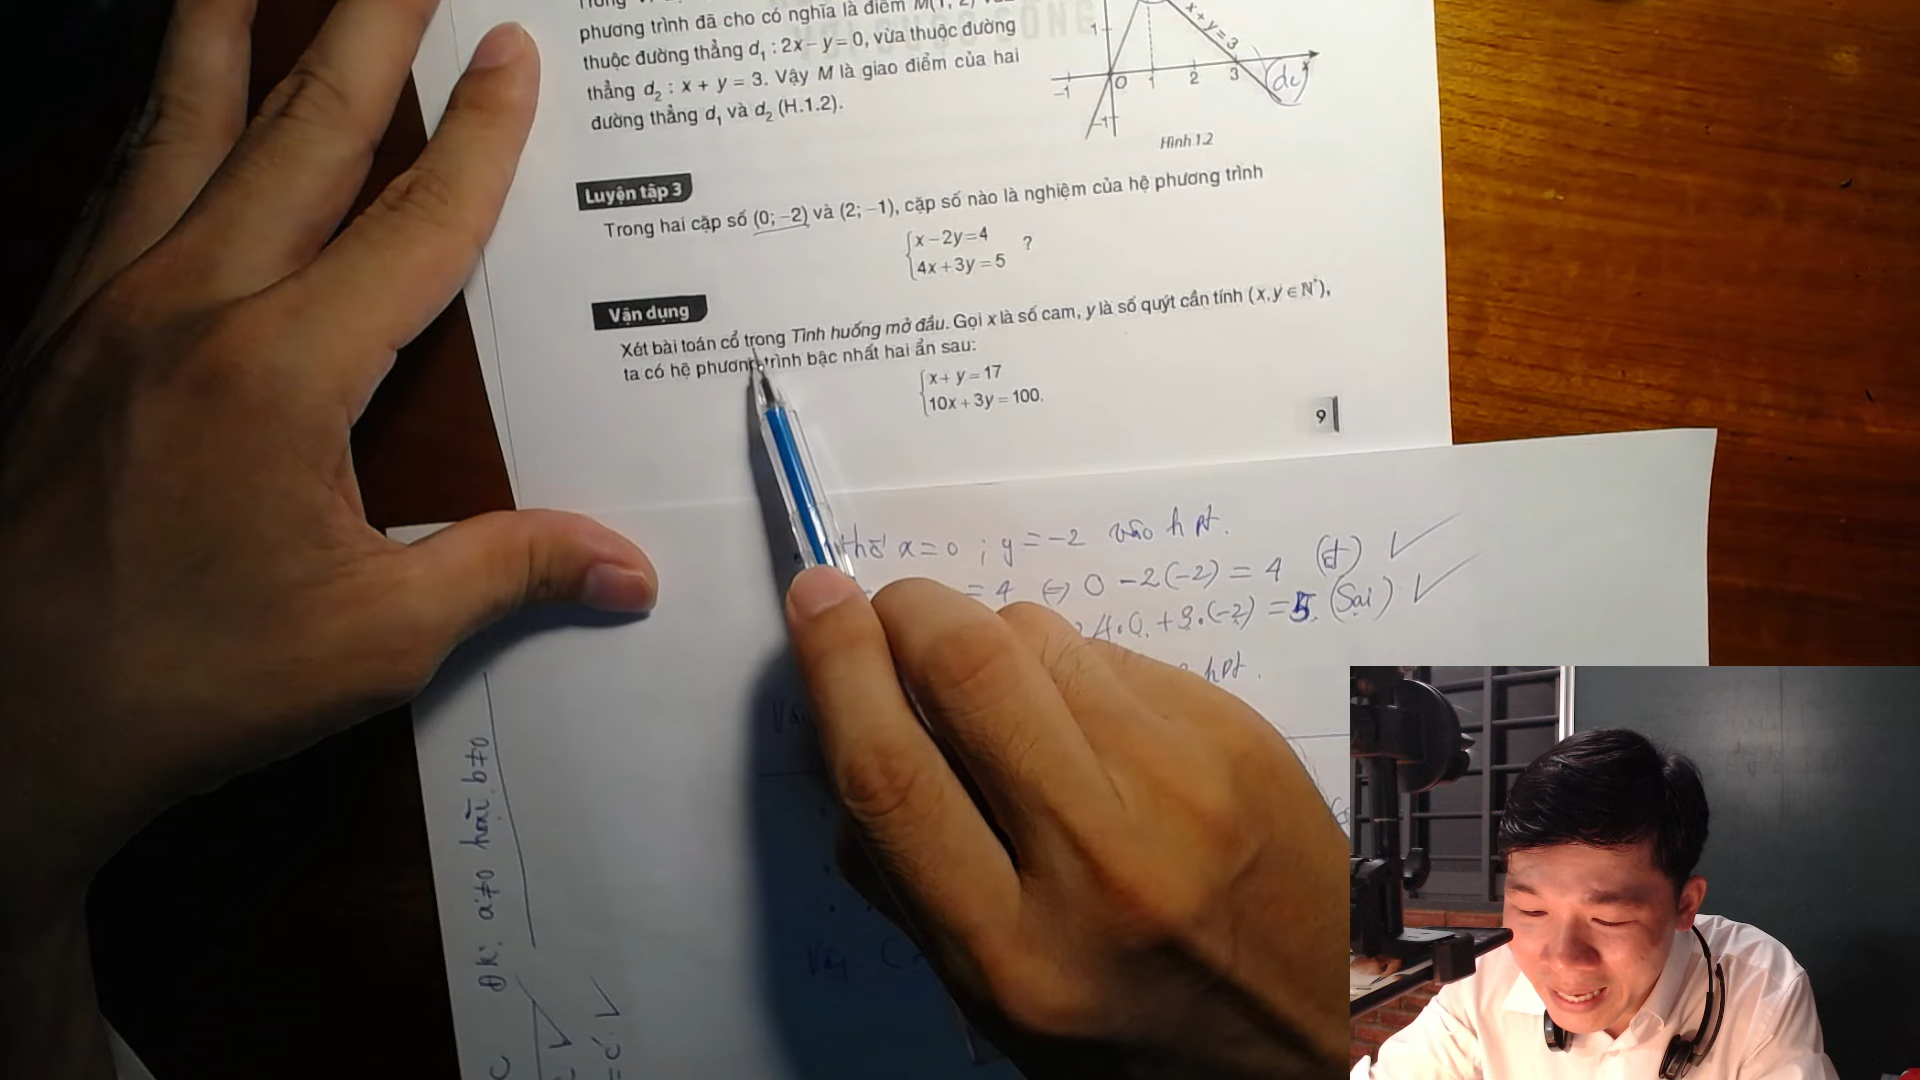 phương trình đã cho có nghĩa là điểm M(1; 2)
thuộc đường thẳng d₁ : 2x – y = 0, vừa thuộc đường
thẳng d₂ : x + y = 3. Vậy M là giao điểm của hai
đường thẳng d₁ và d₂ (H.1.2).
1
x + y = 3
-1 O 1 2 3 x
-1
Hình 1.2
Luyện tập 3
Trong hai cặp số (0; –2) và (2; –1), cặp số nào là nghiệm của hệ phương trình
x – 2y = 4
4x + 3y = 5 ?
Vận dụng
Xét bài toán cổ trong Tình huống mở đầu. Gọi x là số cam, y là số quýt cần tính (x, y ∈ ℕ*),
ta có hệ phương trình bậc nhất hai ẩn sau:
x + y = 17
10x + 3y = 100.
9
x = 0 ; y = -2 vào hpt.
= 4 ⇔ 0 - 2(-2) = 4 (đ) ✓
4.0 + 3.(-2) = 5 (Sai) ✓
hpt.
Vậy (
Đk: a ≠ 0 hoặc b ≠ 0
c ✓
= c' ✓